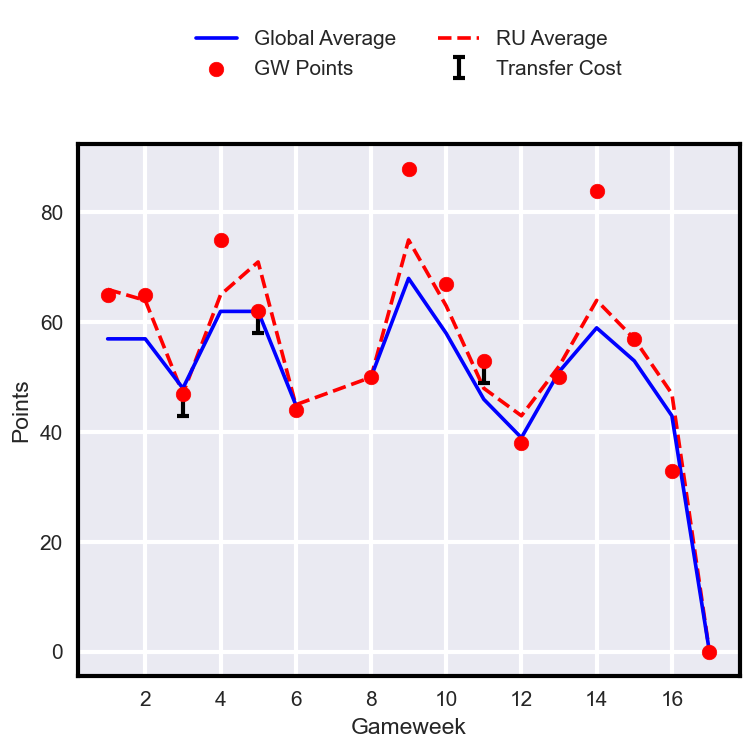 Global Average RU Average
GW Points Transfer Cost
80
60
40
20
0
Points
2 4 6 8 10 12 14 16
Gameweek